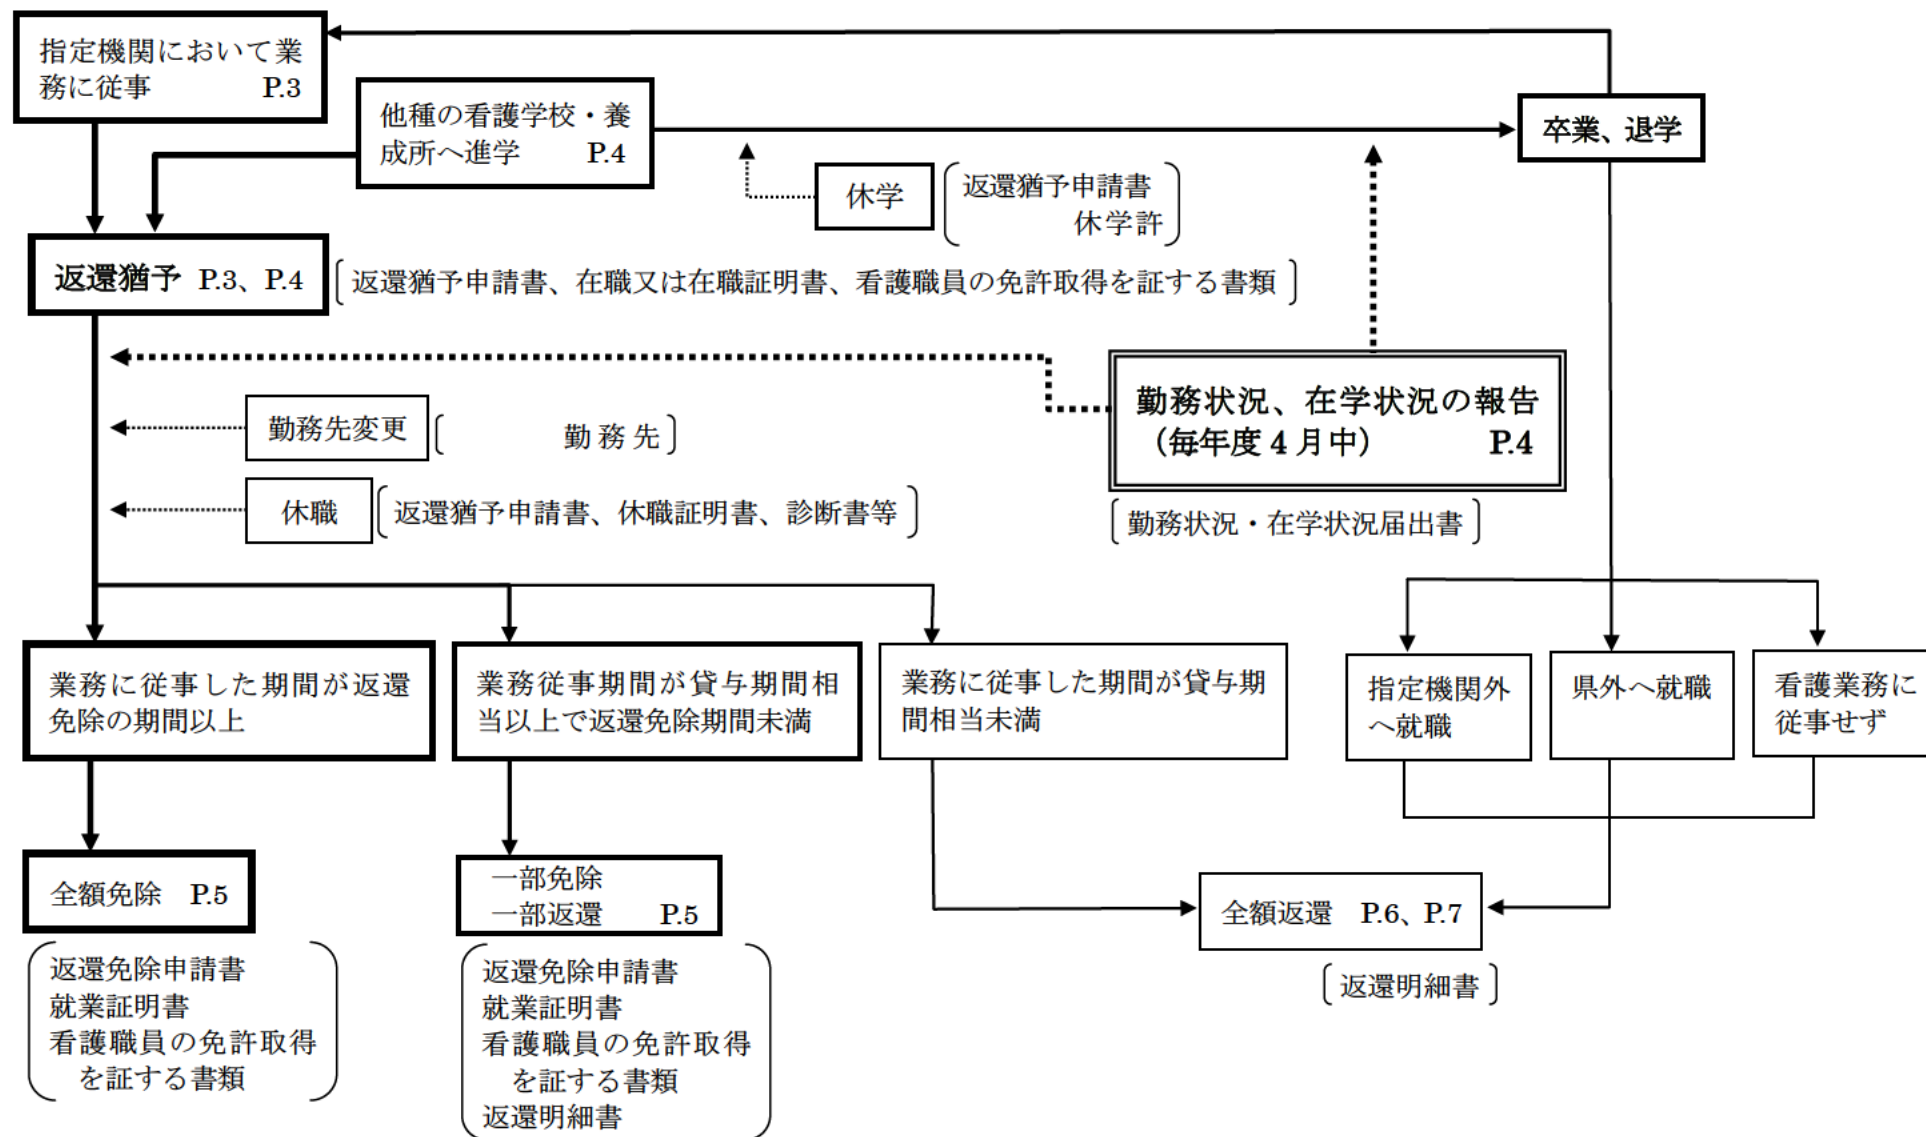 指定機関において業
務に従事 P.3
他種の看護学校・養
成所へ進学 P.4
卒業、退学
休学
返還猶予申請書
休学許
返還猶予 P.3、P.4
返還猶予申請書、在職又は在職証明書、看護職員の免許取得を証する書類
勤務状況、在学状況の報告
（毎年度 4 月中） P.4
勤務状況・在学状況届出書
勤務先変更
勤 務 先
休職
返還猶予申請書、休職証明書、診断書等
業務に従事した期間が返還
免除の期間以上
業務従事期間が貸与期間相
当以上で返還免除期間未満
業務に従事した期間が貸与期
間相当未満
指定機関外
へ就職
県外へ就職
看護業務に
従事せず
全額免除 P.5
返還免除申請書
就業証明書
看護職員の免許取得
を証する書類
一部免除
一部返還 P.5
返還免除申請書
就業証明書
看護職員の免許取得
を証する書類
返還明細書
全額返還 P.6、P.7
返還明細書